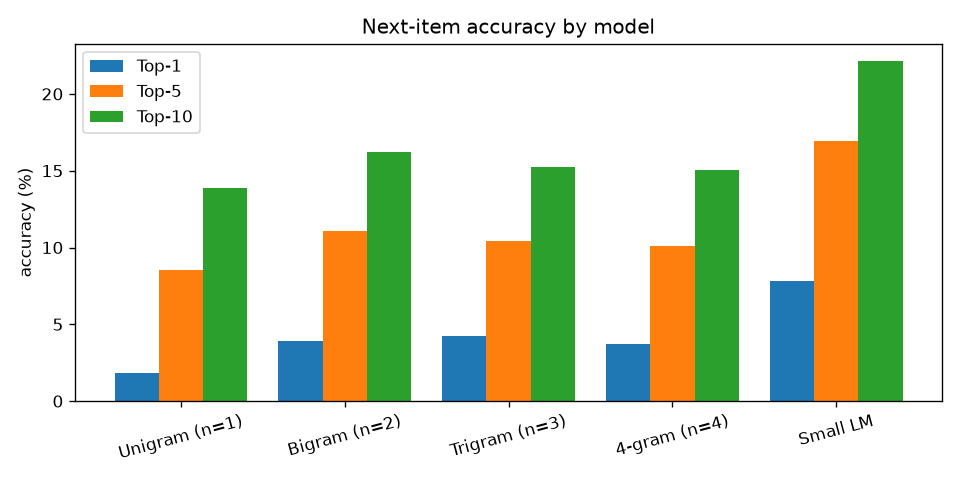 Next-item accuracy by model
Top-1
Top-5
Top-10
accuracy (%)
20
15
10
5
0
Unigram (n=1)
Bigram (n=2)
Trigram (n=3)
4-gram (n=4)
Small LM